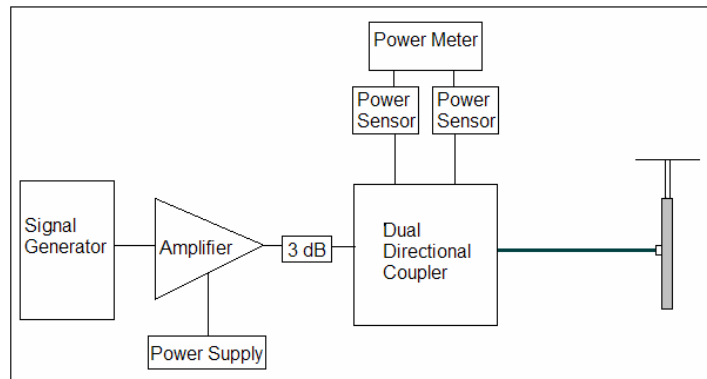 Power Meter
Power
Sensor
Power
Sensor
Signal
Generator
Amplifier
3 dB
Dual
Directional
Coupler
Power Supply